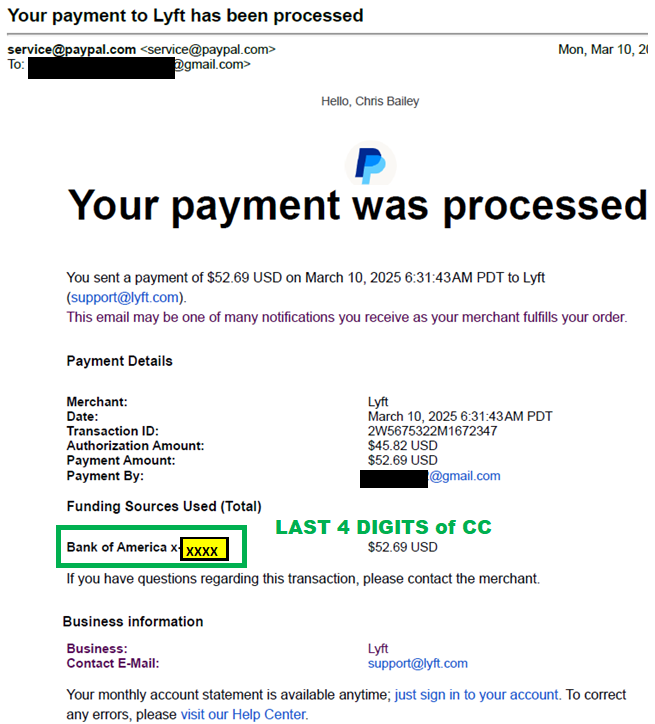 Your payment to Lyft has been processed
service@paypal.com <service@paypal.com> Mon, Mar 10,
To: @gmail.com>
Hello, Chris Bailey
Your payment was processed
You sent a payment of $52.69 USD on March 10, 2025 6:31:43 AM PDT to Lyft
(support@lyft.com).
This email may be one of many notifications you receive as your merchant fulfills your order.
Payment Details
Merchant: Lyft
Date: March 10, 2025 6:31:43 AM PDT
Transaction ID: 2W5675322M1672347
Authorization Amount: $45.82 USD
Payment Amount: $52.69 USD
Payment By: @gmail.com
Funding Sources Used (Total)
LAST 4 DIGITS of CC
Bank of America x-XXXX $52.69 USD
If you have questions regarding this transaction, please contact the merchant.
Business information
Business: Lyft
Contact E-Mail: support@lyft.com
Your monthly account statement is available anytime; just sign in to your account. To correct
any errors, please visit our Help Center.